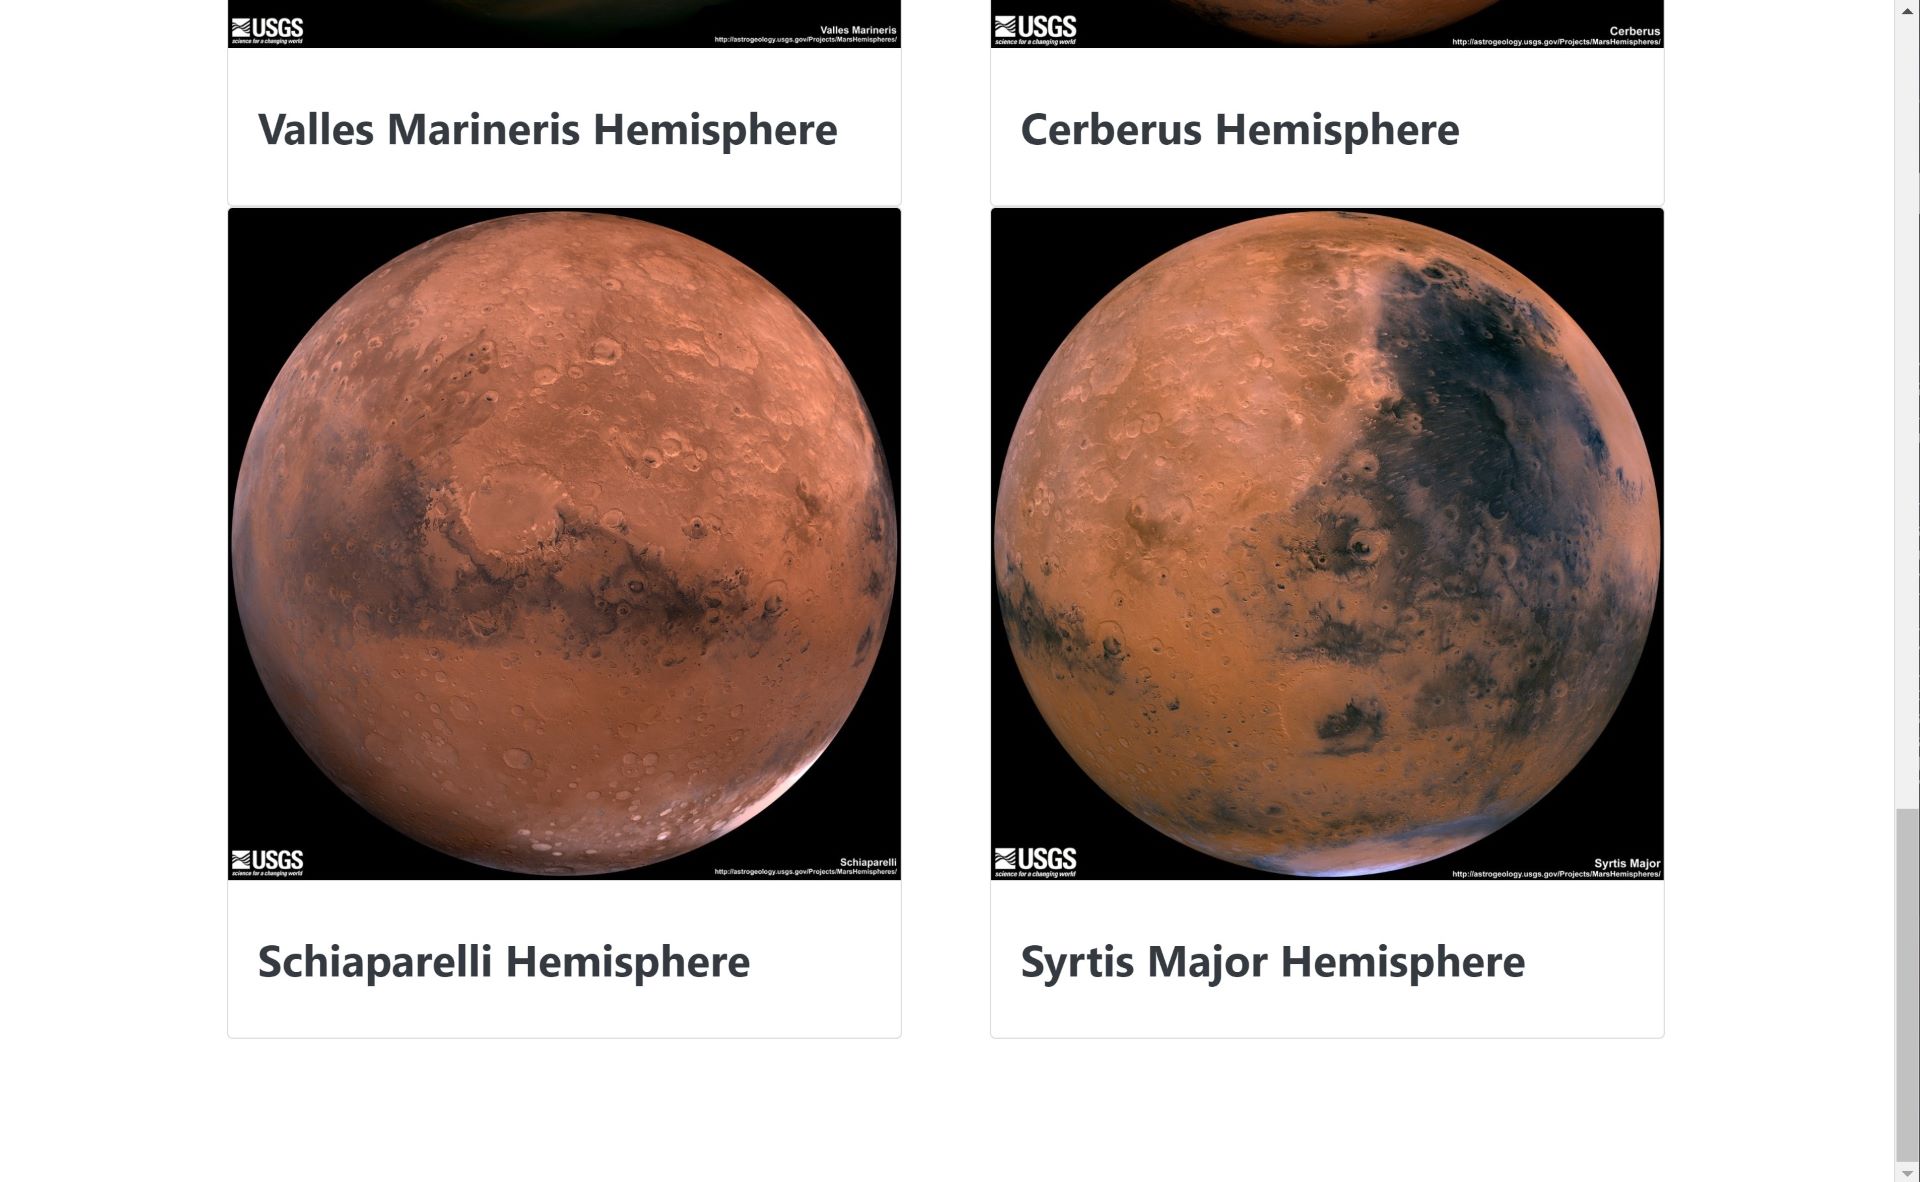 USGS
science for a changing world
Valles Marineris
http://astrogeology.usgs.gov/Projects/MarsHemispheres/
USGS
science for a changing world
Cerberus
http://astrogeology.usgs.gov/Projects/MarsHemispheres/
Valles Marineris Hemisphere
Cerberus Hemisphere
USGS
science for a changing world
Schiaparelli
http://astrogeology.usgs.gov/Projects/MarsHemispheres/
USGS
science for a changing world
Syrtis Major
http://astrogeology.usgs.gov/Projects/MarsHemispheres/
Schiaparelli Hemisphere
Syrtis Major Hemisphere